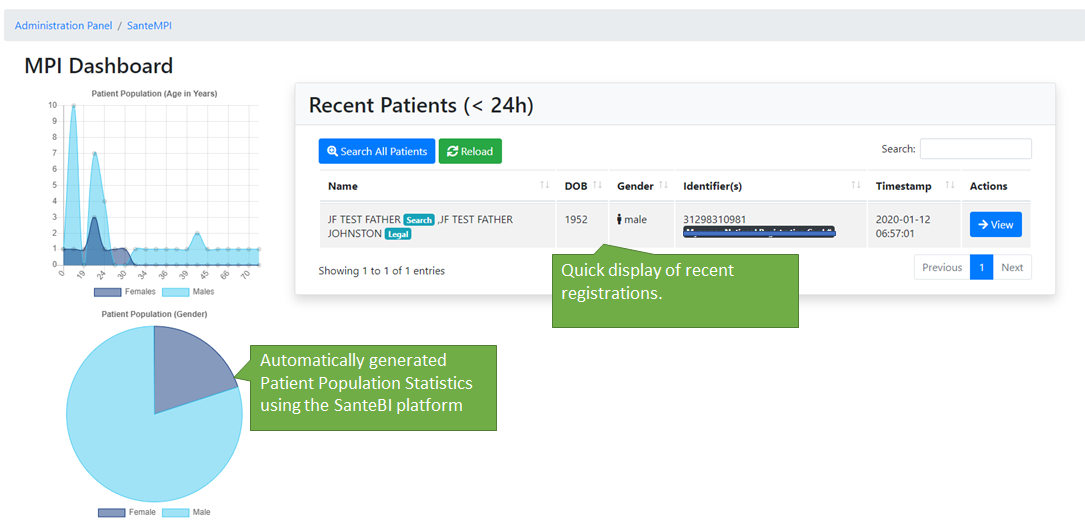 Administration Panel / SanteMPI
MPI Dashboard
Patient Population (Age in Years)
10
9
8
7
6
5
4
3
2
1
0
0 19 24 30 34 36 39 45 66 70
Females Males
Patient Population (Gender)
Female Male
Automatically generated
Patient Population Statistics
using the SanteBI platform
Recent Patients (< 24h)
Search All Patients Reload Search:
Name DOB Gender Identifier(s) Timestamp Actions
JF TEST FATHER Search ,JF TEST FATHER
JOHNSTON Legal
1952
male
31298310981
2020-01-12
06:57:01
View
Showing 1 to 1 of 1 entries
Previous 1 Next
Quick display of recent
registrations.